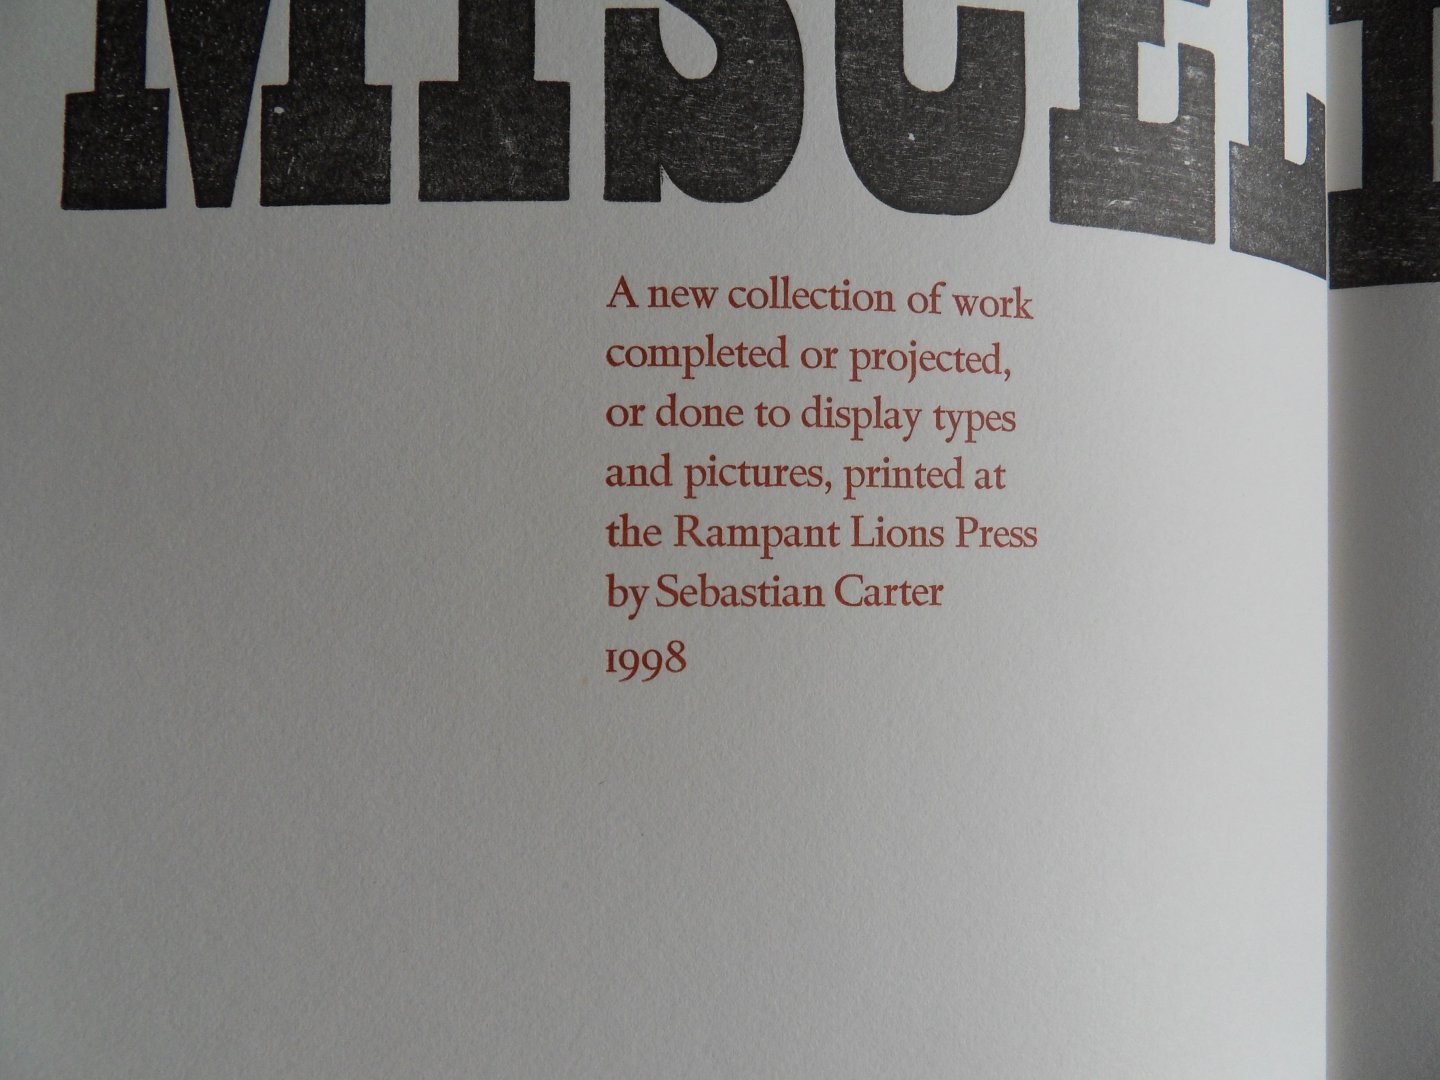 MISCEL
A new collection of work
completed or projected,
or done to display types
and pictures, printed at
the Rampant Lions Press
by Sebastian Carter
1998